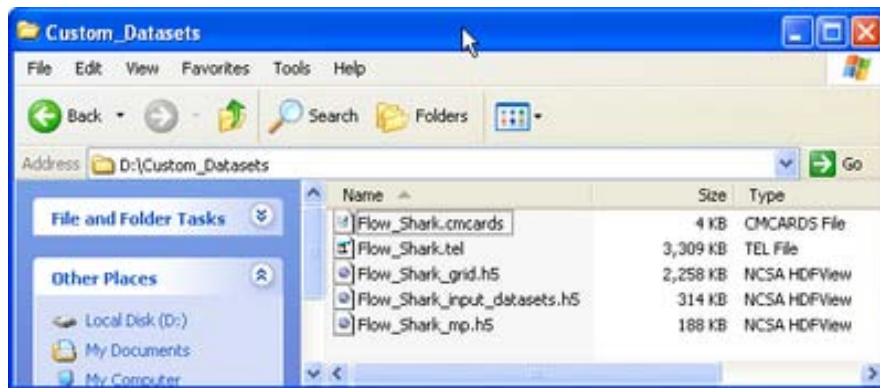 Custom_Datasets
File Edit View Favorites Tools Help
Back Search Folders
Address D:\Custom_Datasets Go
File and Folder Tasks
Other Places
Local Disk (D:)
My Documents
My Computer
Name Size Type
Flow_Shark.cmcards 4 KB CMCARDS File
Flow_Shark.tel 3,309 KB TEL File
Flow_Shark_grid.h5 2,258 KB NCSA HDFView
Flow_Shark_input_datasets.h5 314 KB NCSA HDFView
Flow_Shark_mp.h5 188 KB NCSA HDFView